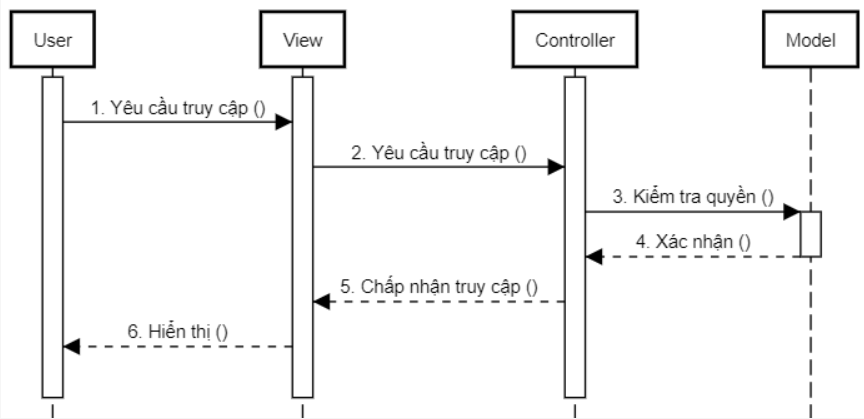 User
View
Controller
Model
1. Yêu cầu truy cập ()
2. Yêu cầu truy cập ()
3. Kiểm tra quyền ()
4. Xác nhận ()
5. Chấp nhận truy cập ()
6. Hiển thị ()